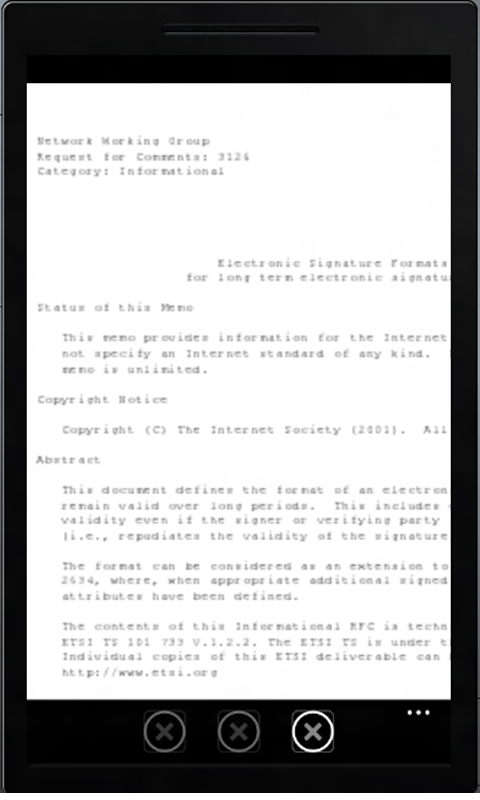 Network Working Group
Request for Comments: 3126
Category: Informational
Electronic Signature Formats
for long term electronic signatu
Status of this Memo
This memo provides information for the Internet
not specify an Internet standard of any kind.
memo is unlimited.
Copyright Notice
Copyright (C) The Internet Society (2001). All
Abstract
This document defines the format of an electron
remain valid over long periods. This includes
validity even if the signer or verifying party
(i.e., repudiates the validity of the signature
The format can be considered as an extension to
2634, where, when appropriate additional signed
attributes have been defined.
The contents of this Informational RFC is techn
ETSI TS 101 733 V.1.2.2. The ETSI TS is under t
Individual copies of this ETSI deliverable can
http://www.etsi.org